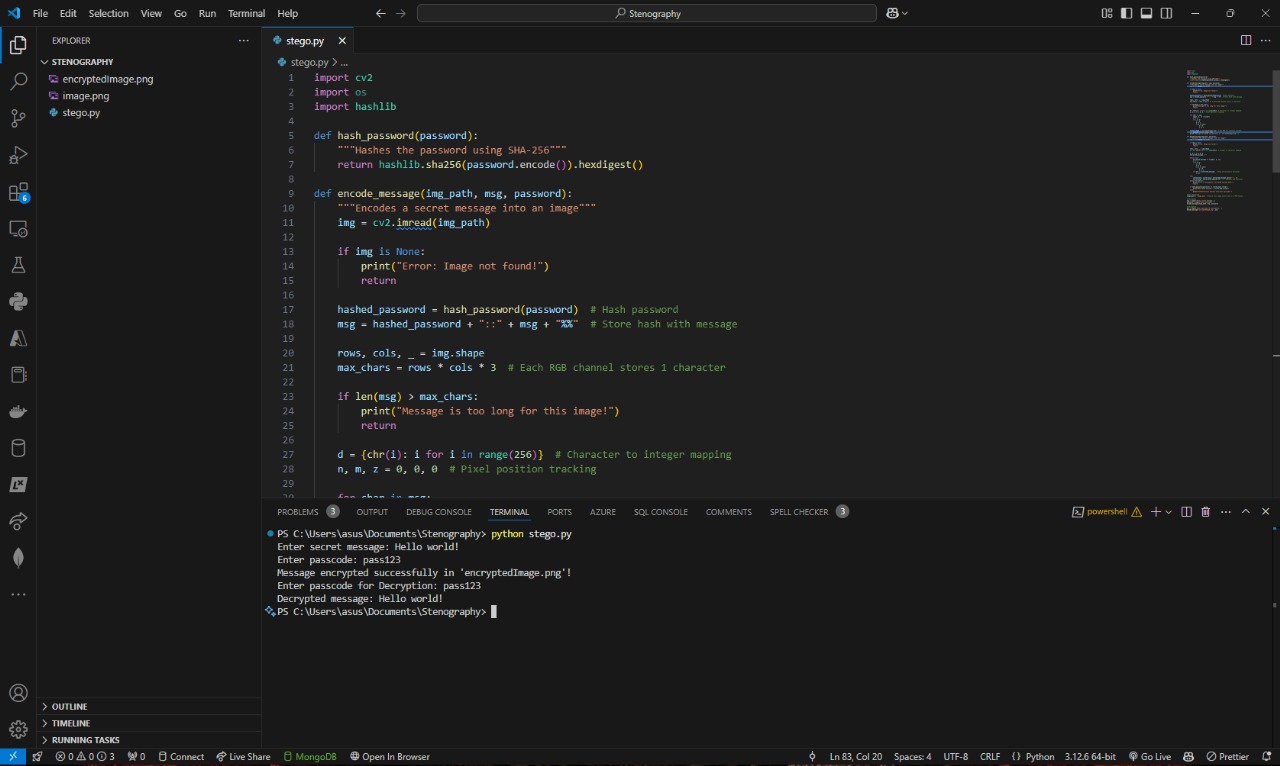 File Edit Selection View Go Run Terminal Help
Stenography
EXPLORER
STENOGRAPHY
encryptedImage.png
image.png
stego.py
6
OUTLINE
TIMELINE
RUNNING TASKS
stego.py
stego.py > ...
1 import cv2
2 import os
3 import hashlib
4
5 def hash_password(password):
6 """Hashes the password using SHA-256"""
7 return hashlib.sha256(password.encode()).hexdigest()
8
9 def encode_message(img_path, msg, password):
10 """Encodes a secret message into an image"""
11 img = cv2.imread(img_path)
12
13 if img is None:
14 print("Error: Image not found!")
15 return
16
17 hashed_password = hash_password(password) # Hash password
18 msg = hashed_password + "::" + msg + "%%" # Store hash with message
19
20 rows, cols, _ = img.shape
21 max_chars = rows * cols * 3 # Each RGB channel stores 1 character
22
23 if len(msg) > max_chars:
24 print("Message is too long for this image!")
25 return
26
27 d = {chr(i): i for i in range(256)} # Character to integer mapping
28 n, m, z = 0, 0, 0 # Pixel position tracking
29
30 for char in msg:
PROBLEMS 3 OUTPUT DEBUG CONSOLE TERMINAL PORTS AZURE SQL CONSOLE COMMENTS SPELL CHECKER 3 powershell
PS C:\Users\asus\Documents\Stenography> python stego.py
Enter secret message: Hello world!
Enter passcode: pass123
Message encrypted successfully in 'encryptedImage.png'!
Enter passcode for Decryption: pass123
Decrypted message: Hello world!
PS C:\Users\asus\Documents\Stenography>
0 0 3 0 Connect Live Share MongoDB Open In Browser Ln 83, Col 20 Spaces: 4 UTF-8 CRLF {} Python 3.12.6 64-bit Go Live Prettier